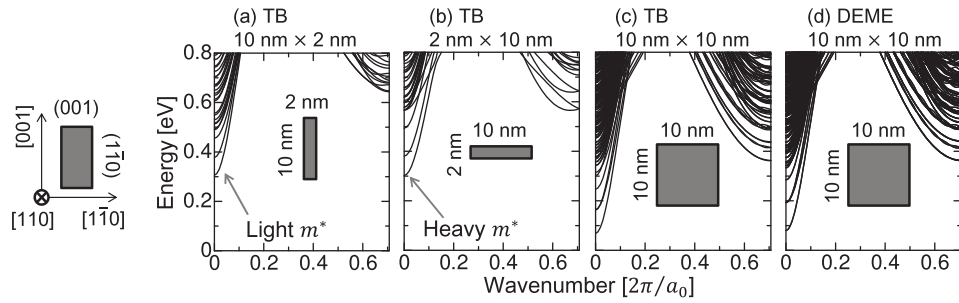 (a) TB
10 nm × 2 nm
(b) TB
2 nm × 10 nm
(c) TB
10 nm × 10 nm
(d) DEME
10 nm × 10 nm
[001]
(001)
(11̄0)
[110]
[11̄0]
Energy [eV]
0.8
0.6
0.4
0.2
0
2 nm
10 nm
Light m*
0 0.2 0.4 0.6
10 nm
2 nm
Heavy m*
0 0.2 0.4 0.6
10 nm
10 nm
0 0.2 0.4 0.6
10 nm
10 nm
0 0.2 0.4 0.6
Wavenumber [2π/a₀]